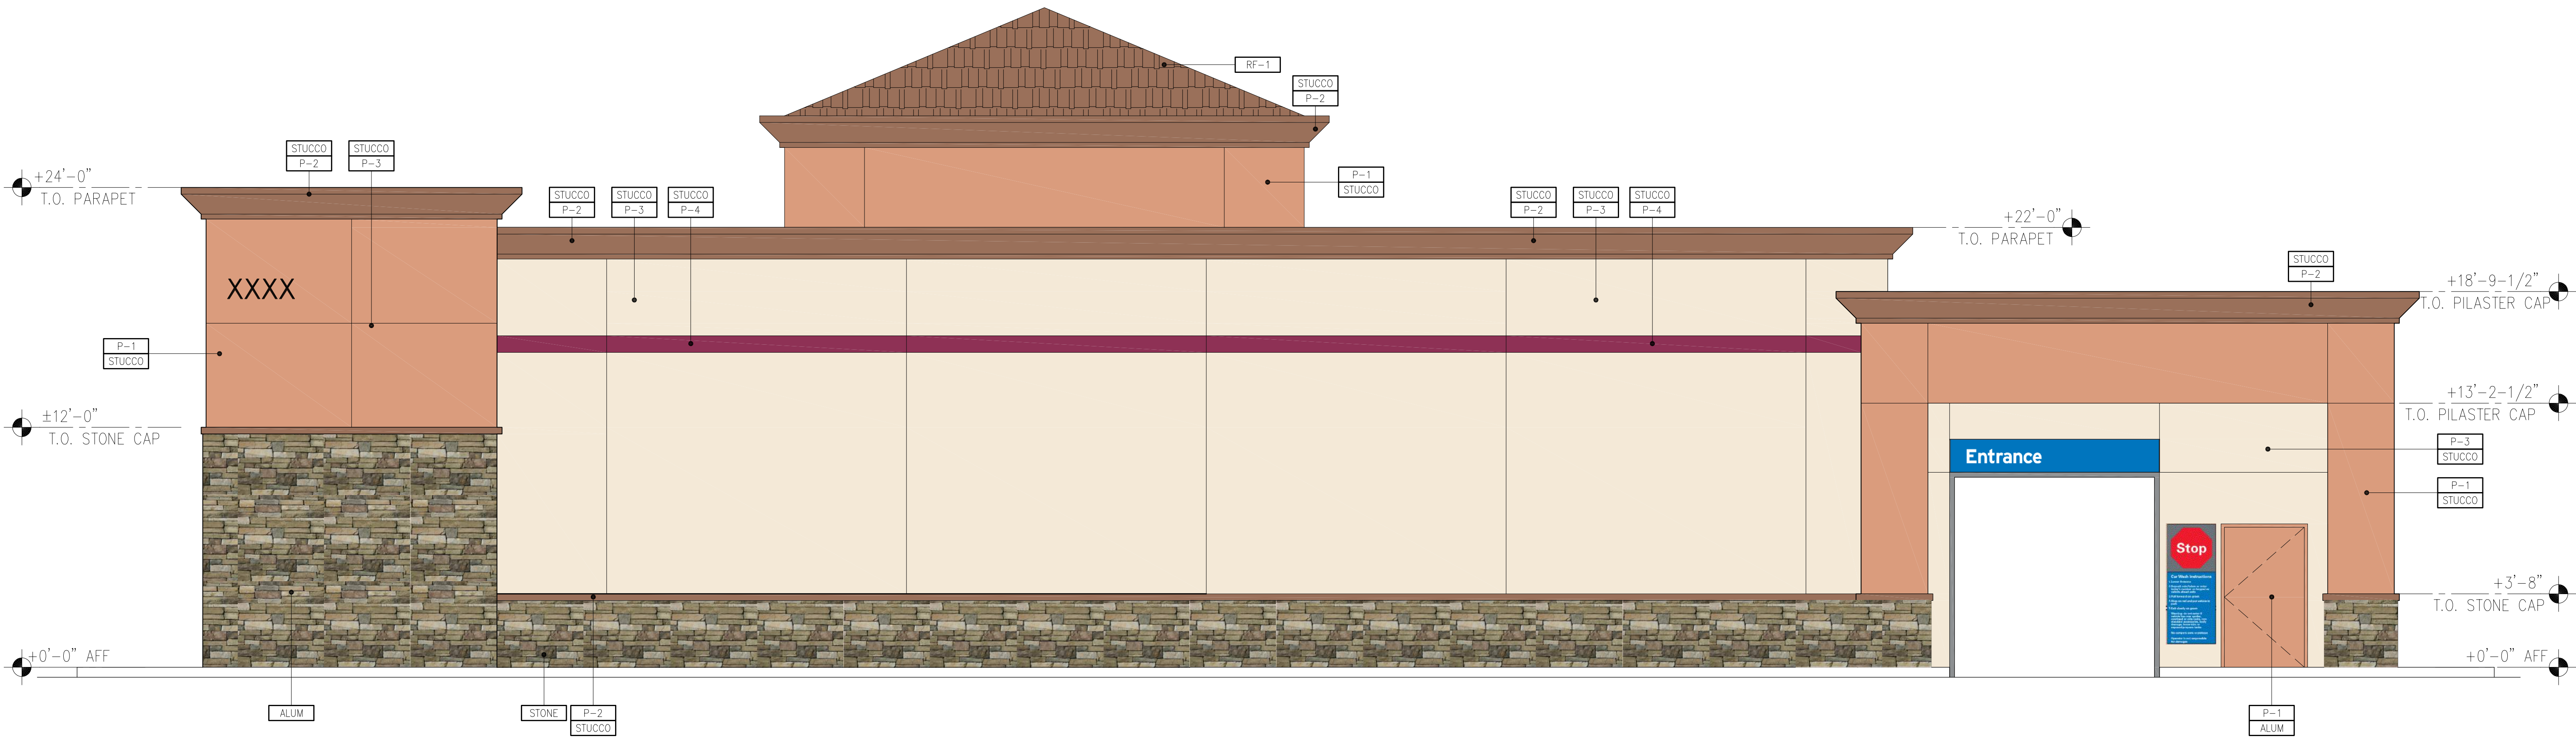 RF-1
STUCCO
P-2
STUCCO
P-2
STUCCO
P-3
P-1
STUCCO
+24'-0"
T.O. PARAPET
STUCCO
P-2
STUCCO
P-3
STUCCO
P-4
STUCCO
P-2
STUCCO
P-3
STUCCO
P-4
+22'-0"
T.O. PARAPET
STUCCO
P-2
+18'-9-1/2"
T.O. PILASTER CAP
XXXX
P-1
STUCCO
±12'-0"
T.O. STONE CAP
+13'-2-1/2"
T.O. PILASTER CAP
P-3
STUCCO
Entrance
P-1
STUCCO
Stop
Car Wash Instructions
+3'-8"
T.O. STONE CAP
+0'-0" AFF
+0'-0" AFF
ALUM
STONE
P-2
STUCCO
P-1
ALUM